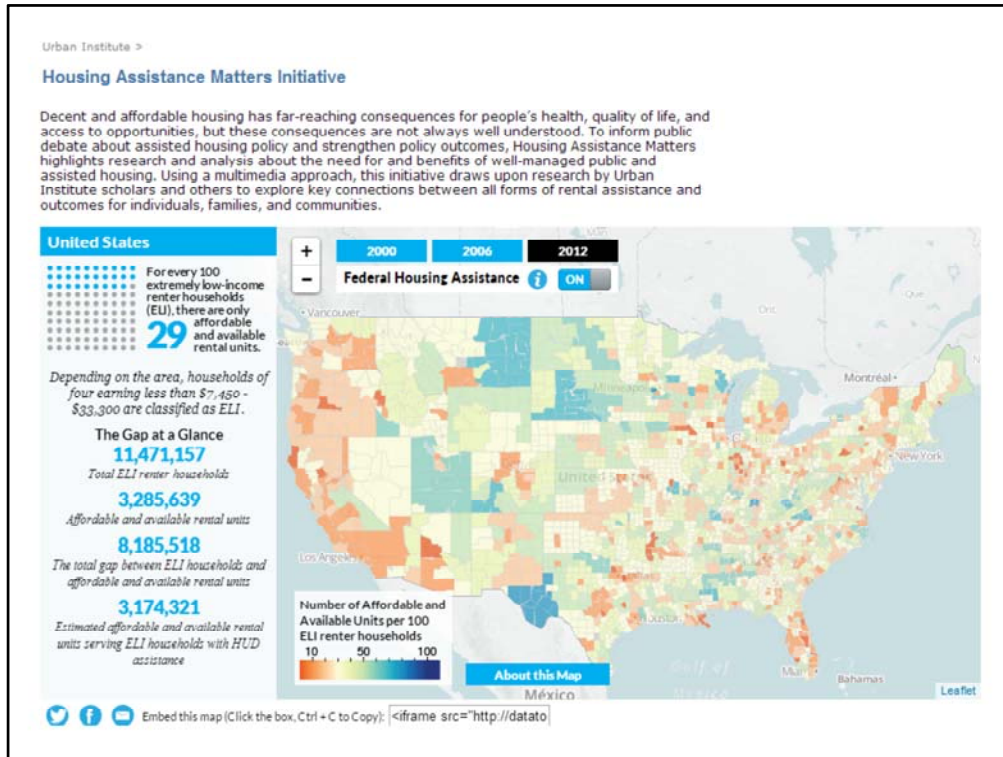 Urban Institute >
Housing Assistance Matters Initiative
Decent and affordable housing has far-reaching consequences for people's health, quality of life, and
access to opportunities, but these consequences are not always well understood. To inform public
debate about assisted housing policy and strengthen policy outcomes, Housing Assistance Matters
highlights research and analysis about the need for and benefits of well-managed public and
assisted housing. Using a multimedia approach, this initiative draws upon research by Urban
Institute scholars and others to explore key connections between all forms of rental assistance and
outcomes for individuals, families, and communities.
United States
For every 100
extremely low-income
renter households
(ELI), there are only
29 affordable
and available
rental units.
Depending on the area, households of
four earning less than $7,450 -
$33,300 are classified as ELI.
The Gap at a Glance
11,471,157
Total ELI renter households
3,285,639
Affordable and available rental units
8,185,518
The total gap between ELI households and
affordable and available rental units
3,174,321
Estimated affordable and available rental
units serving ELI households with HUD
assistance
+
−
2000 2006 2012
Federal Housing Assistance i ON
Man
Ont
Que
Vancouver
Minneapolis
Montréal
New York
United States
Los Angeles
Houston
Gulf of
Mexico
Bahamas
México
Number of Affordable and
Available Units per 100
ELI renter households
10 50 100
About this Map
Leaflet
Embed this map (Click the box, Ctrl + C to Copy): <iframe src="http://datato